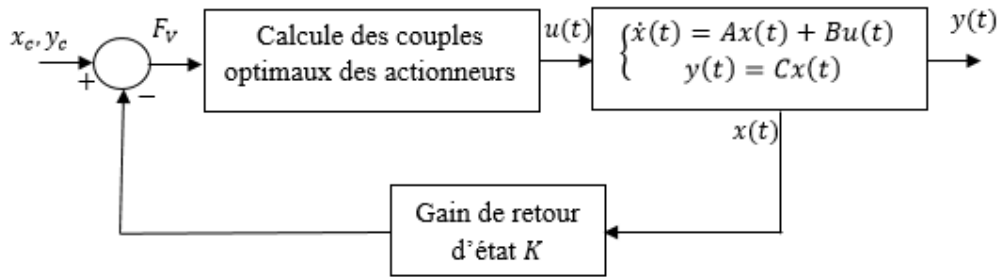 x_c, y_c
+
−
F_v
Calcule des couples
optimaux des actionneurs
u(t)
{ẋ(t) = Ax(t) + Bu(t)
y(t) = Cx(t)
y(t)
x(t)
Gain de retour
d'état K